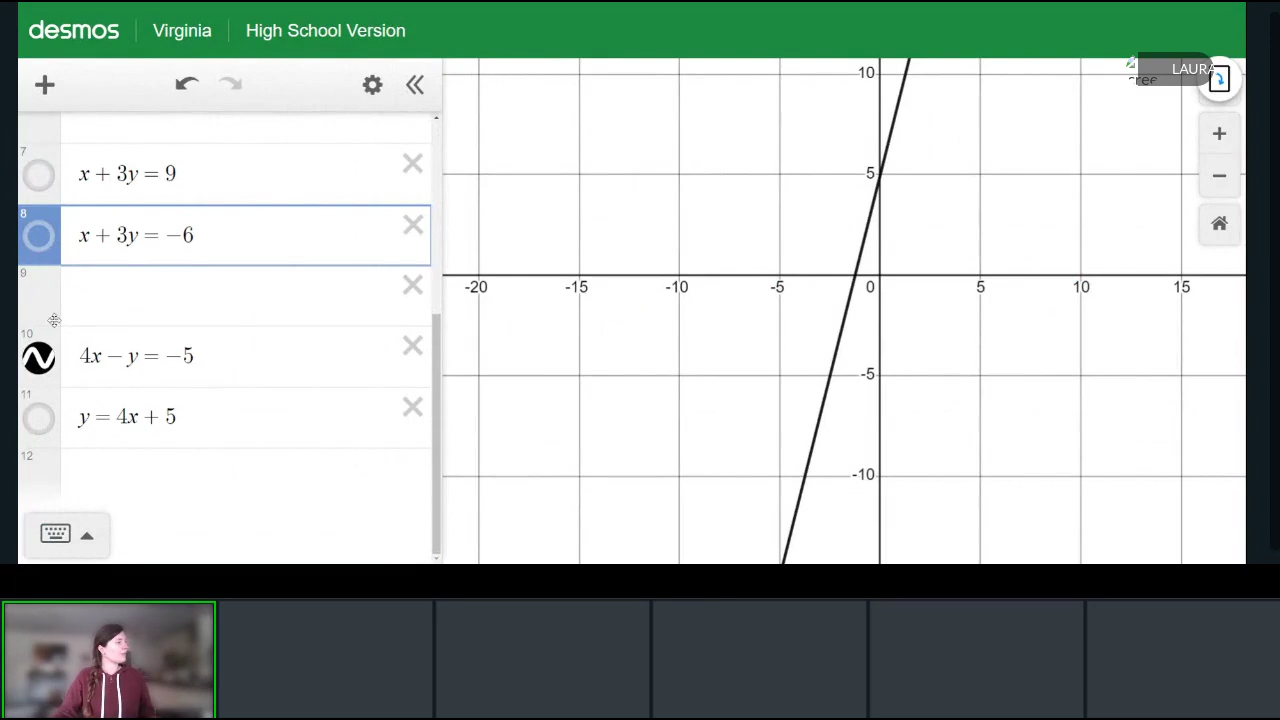 desmos Virginia High School Version
LAURA
7
x + 3y = 9
8
x + 3y = −6
9
10
4x − y = −5
11
y = 4x + 5
12
10
5
-20 -15 -10 -5 0 5 10 15
-5
-10